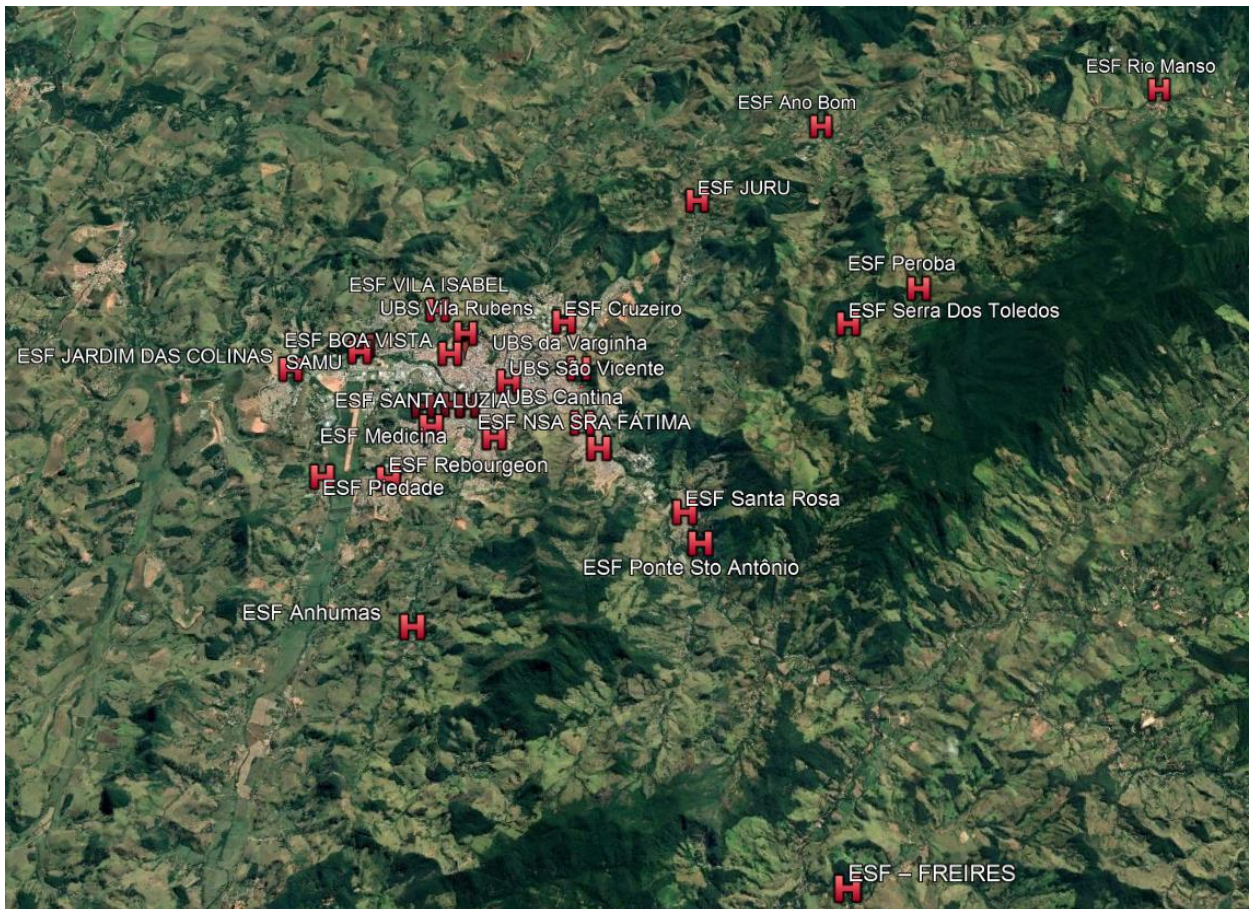 ESF Rio Manso
ESF Ano Bom
ESF JURU
ESF Peroba
ESF VILA ISABEL
UBS Vila Rubens
ESF Cruzeiro
ESF Serra Dos Toledos
ESF BOA VISTA
UBS da Varginha
ESF JARDIM DAS COLINAS
SAMU
UBS São Vicente
ESF SANTA LUZIA
UBS Cantina
ESF NSA SRA FÁTIMA
ESF Medicina
ESF Rebourgeon
ESF Piedade
ESF Santa Rosa
ESF Ponte Sto Antônio
ESF Anhumas
ESF – FREIRES